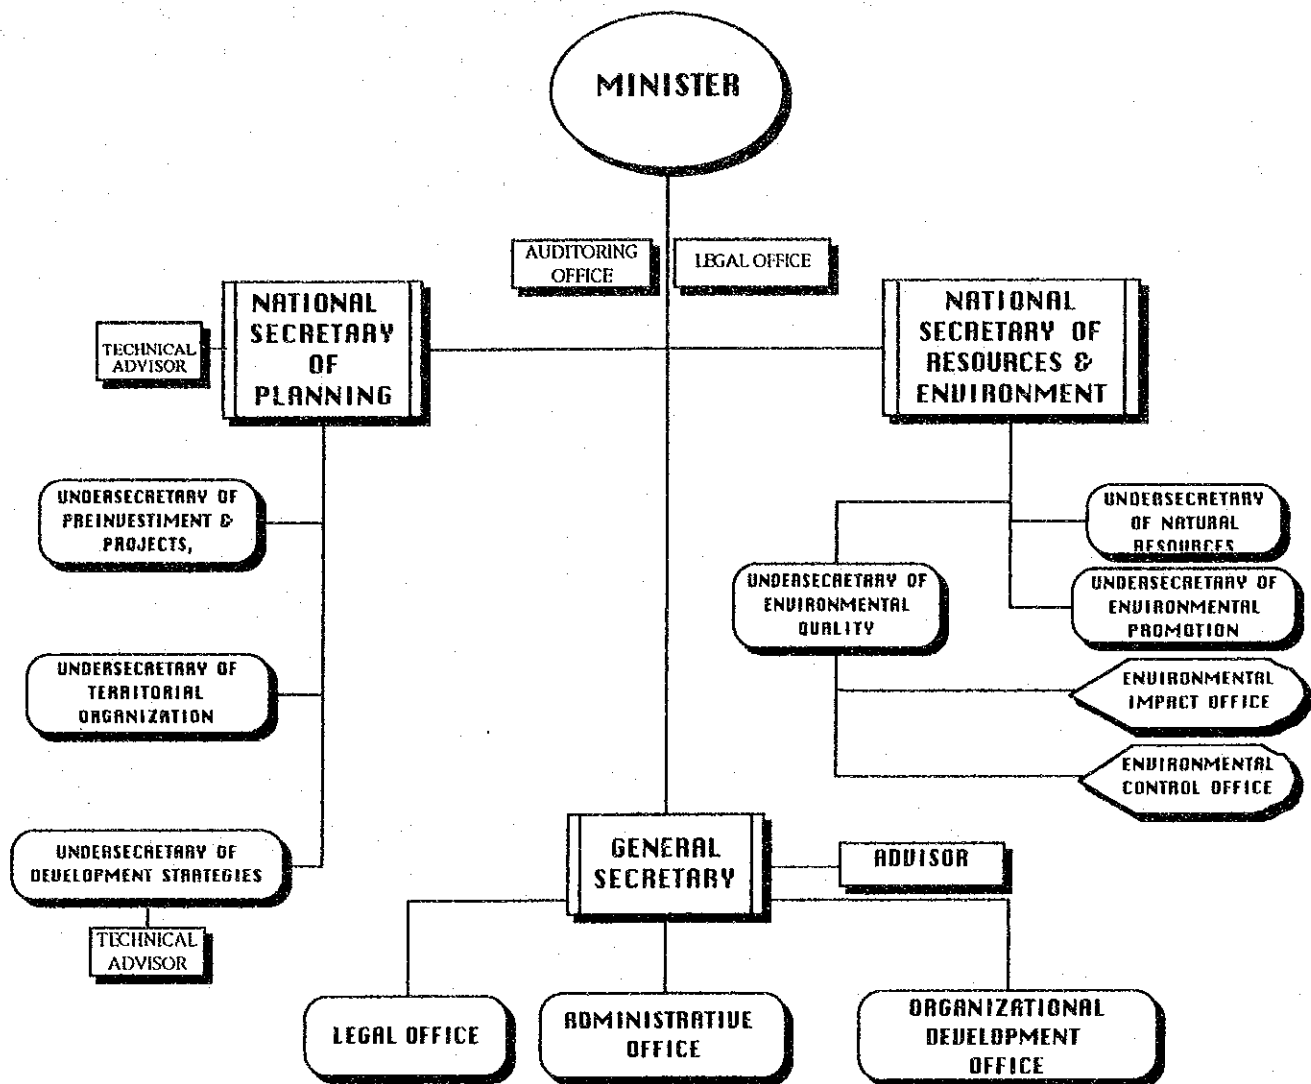 MINISTER
AUDITORING
OFFICE
LEGAL OFFICE
NATIONAL
SECRETARY
OF
PLANNING
TECHNICAL
ADVISOR
NATIONAL
SECRETARY OF
RESOURCES &
ENVIRONMENT
UNDERSECRETARY OF
PREINVESTIMENT &
PROJECTS,
UNDERSECRETARY
OF NATURAL
RESOURCES
UNDERSECRETARY OF
ENVIRONMENTAL
QUALITY
UNDERSECRETARY OF
ENVIRONMENTAL
PROMOTION
UNDERSECRETARY OF
TERRITORIAL
ORGANIZATION
ENVIRONMENTAL
IMPACT OFFICE
ENVIRONMENTAL
CONTROL OFFICE
UNDERSECRETARY OF
DEVELOPMENT STRATEGIES
TECHNICAL
ADVISOR
GENERAL
SECRETARY
ADVISOR
LEGAL OFFICE
ADMINISTRATIVE
OFFICE
ORGANIZATIONAL
DEVELOPMENT
OFFICE